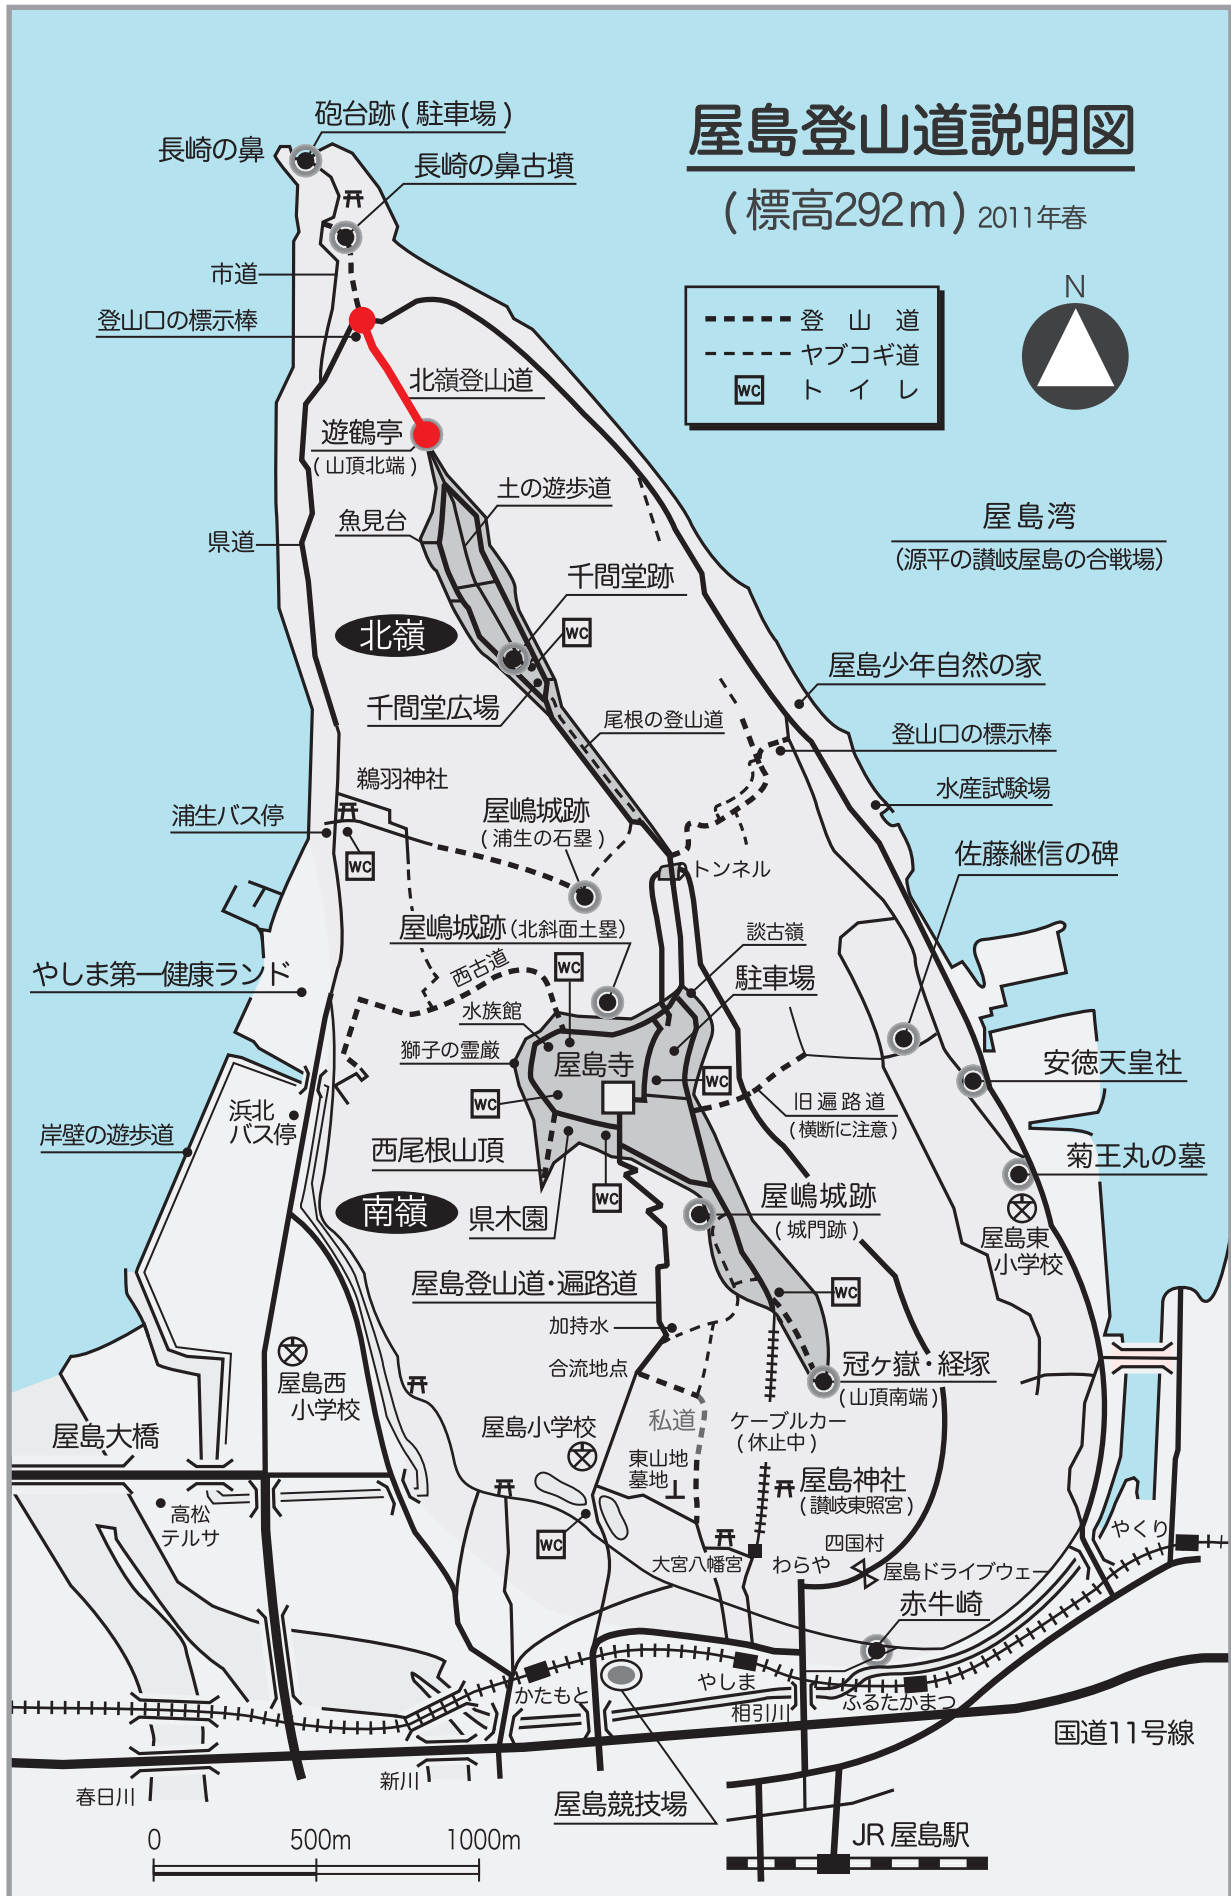 屋島登山道説明図
(標高292m) 2011年春
砲台跡(駐車場)
長崎の鼻
長崎の鼻古墳
市道
登山口の標示棒
N
登山道
ヤブコギ道
WC トイレ
北嶺登山道
遊鶴亭
(山頂北端)
土の遊歩道
魚見台
県道
屋島湾
(源平の讃岐屋島の合戦場)
千間堂跡
WC
北嶺
屋島少年自然の家
千間堂広場
尾根の登山道
登山口の標示棒
鵜羽神社
水産試験場
浦生バス停
屋嶋城跡
(浦生の石塁)
WC
トンネル
佐藤継信の碑
屋嶋城跡(北斜面土塁)
談古嶺
西古道
WC
駐車場
やしま第一健康ランド
水族館
獅子の霊巌
屋島寺
安徳天皇社
WC
WC
旧遍路道
(横断に注意)
浜北
バス停
岸壁の遊歩道
西尾根山頂
菊王丸の墓
南嶺
県木園
WC
屋嶋城跡
(城門跡)
屋島東
小学校
屋島登山道・遍路道
WC
加持水
合流地点
冠ヶ嶽・経塚
(山頂南端)
屋島西
小学校
私道
ケーブルカー
(休止中)
屋島大橋
屋島小学校
東山地
墓地
屋島神社
(讃岐東照宮)
高松
テルサ
WC
大宮八幡宮
わらや
四国村
屋島ドライブウェー
やくり
赤牛崎
かたもと
やしま
相引川
ふるたかまつ
国道11号線
春日川
新川
屋島競技場
JR屋島駅
0 500m 1000m